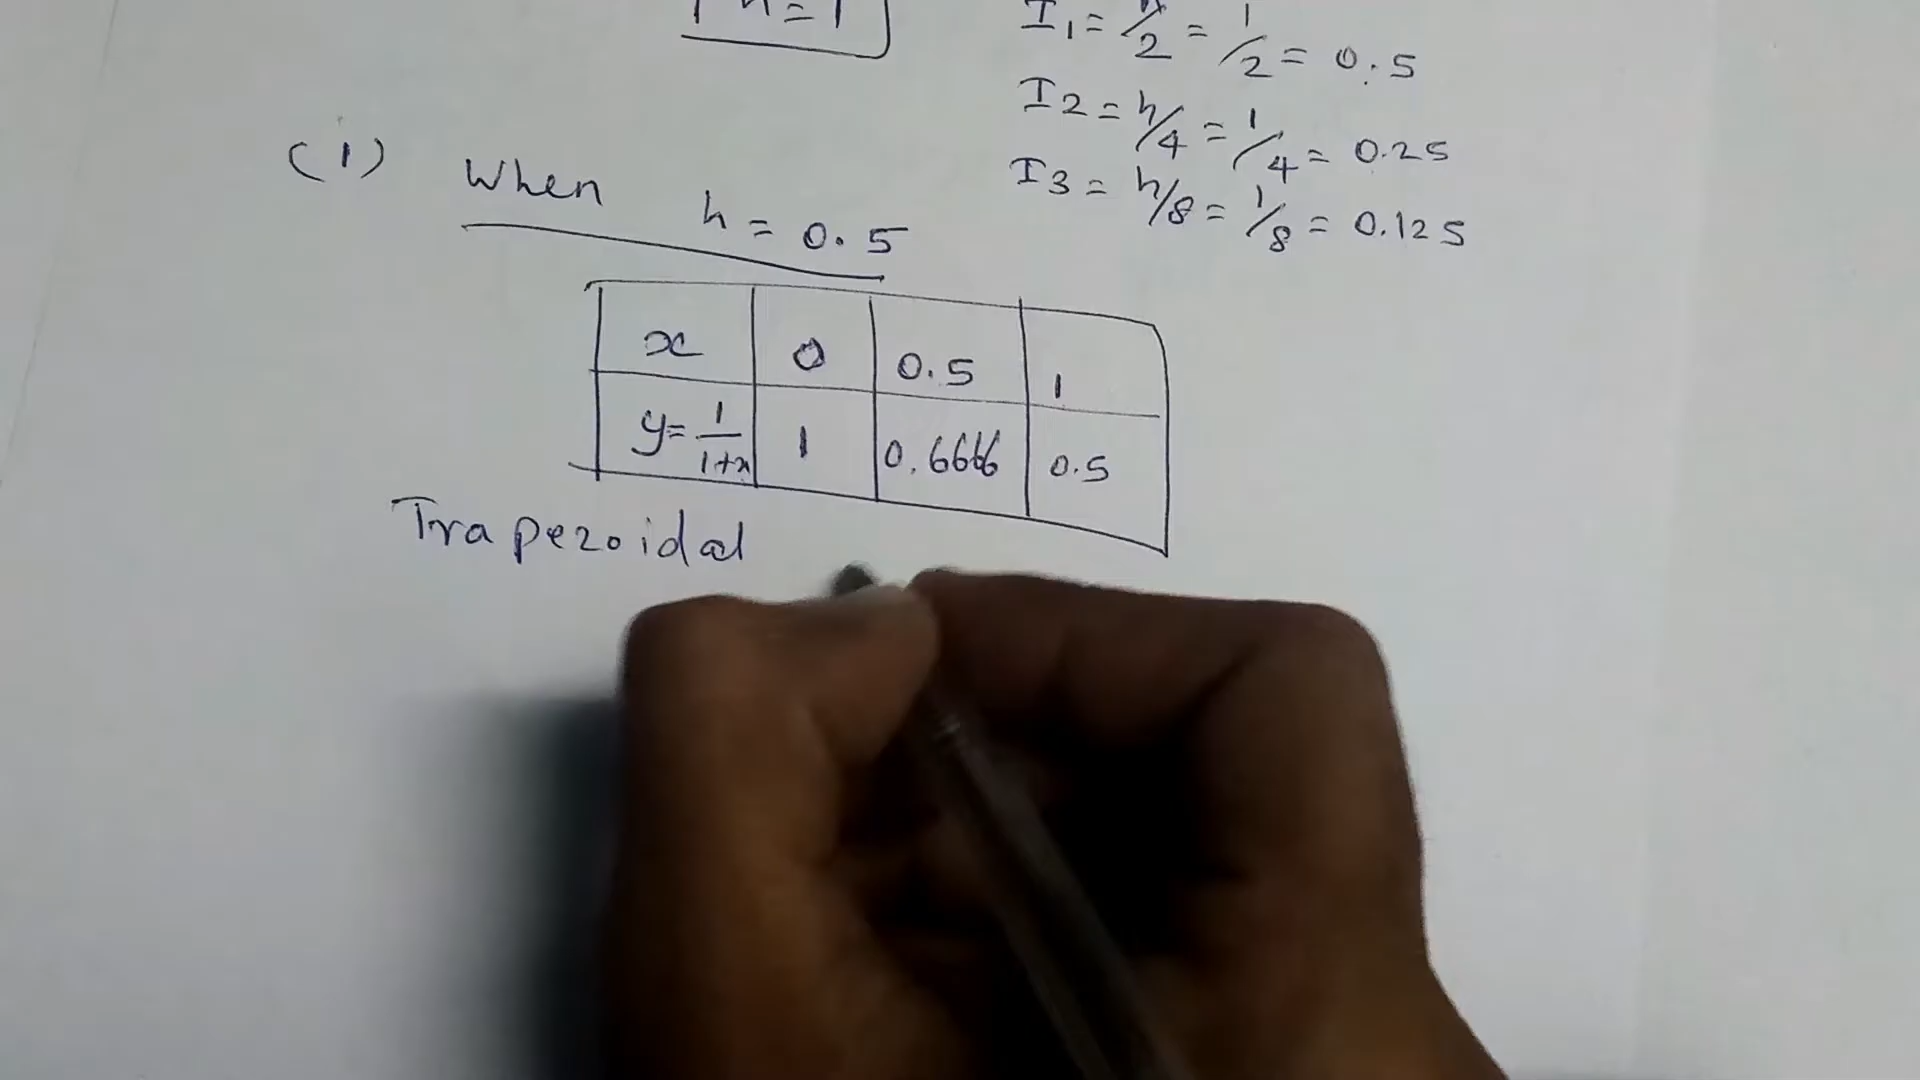 h = 1
I1 = h/2 = 1/2 = 0.5
I2 = h/4 = 1/4 = 0.25
I3 = h/8 = 1/8 = 0.125
(1) When h = 0.5
x 0 0.5 1
y = 1/1+x 1 0.6666 0.5
Trapezoidal